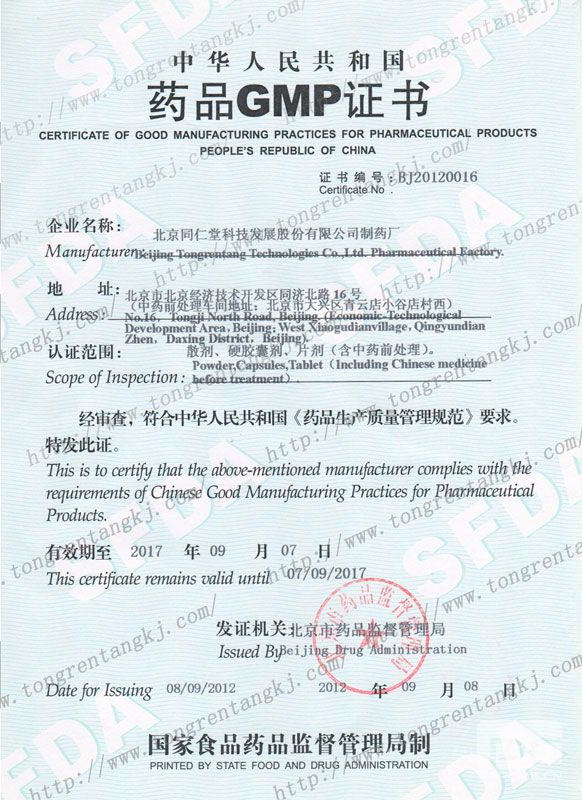 中华人民共和国
药品GMP证书
CERTIFICATE OF GOOD MANUFACTURING PRACTICES FOR PHARMACEUTICAL PRODUCTS
PEOPLE'S REPUBLIC OF CHINA
证书编号: BJ20120016
Certificate No .
企业名称: 北京同仁堂科技发展股份有限公司制药厂
Manufacturer: Beijing Tongrentang Technologies Co.,Ltd. Pharmaceutical Factory.
地 址: 北京市北京经济技术开发区同济北路16号
(中药前处理车间地址: 北京市大兴区青云店小谷店村西)
Address: No.16, Tongji North Road, Beijing, (Economic-Technological
Development Area, Beijing; West Xiaogudianvillage, Qingyundian
Zhen, Daxing District, Beijing).
认证范围: 散剂、硬胶囊剂、片剂(含中药前处理)。
Scope of Inspection: Powder,Capsules,Tablet (Including Chinese medicine
before treatment).
经审查,符合中华人民共和国《药品生产质量管理规范》要求。
特发此证。
This is to certify that the above-mentioned manufacturer complies with the
requirements of Chinese Good Manufacturing Practices for Pharmaceutical
Products.
有效期至 2017 年 09 月 07 日
This certificate remains valid until 07/09/2017
发证机关: 北京市药品监督管理局
Issued By Beijing Drug Administration
Date for Issuing 08/09/2012 2012 年 09 月 08 日
国家食品药品监督管理局制
PRINTED BY STATE FOOD AND DRUG ADMINISTRATION
北京市药品监督管理局
SFDA
http://www.tongrentangkj.com/